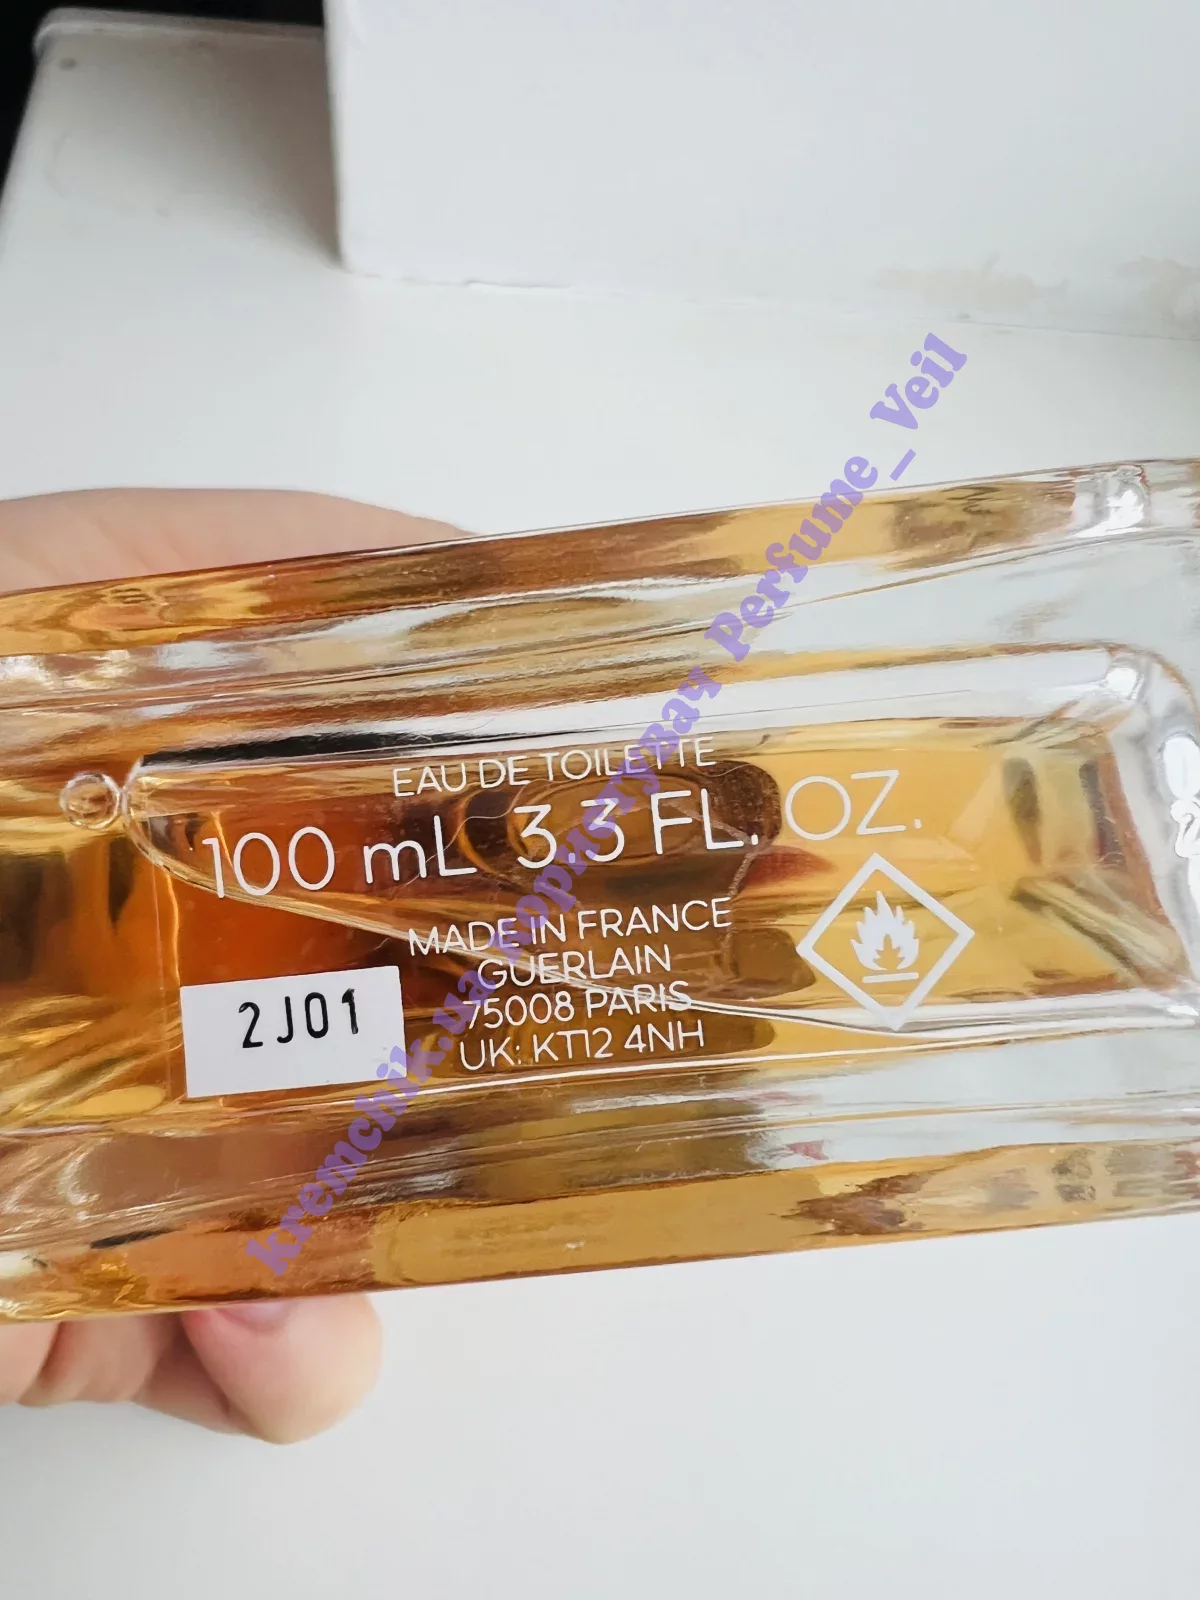 EAU DE TOILETTE
100 mL 3.3 FL. OZ.
MADE IN FRANCE
GUERLAIN
75008 PARIS
UK: KT12 4NH
2J01
kremchik.ua Користувач Perfume_Veil